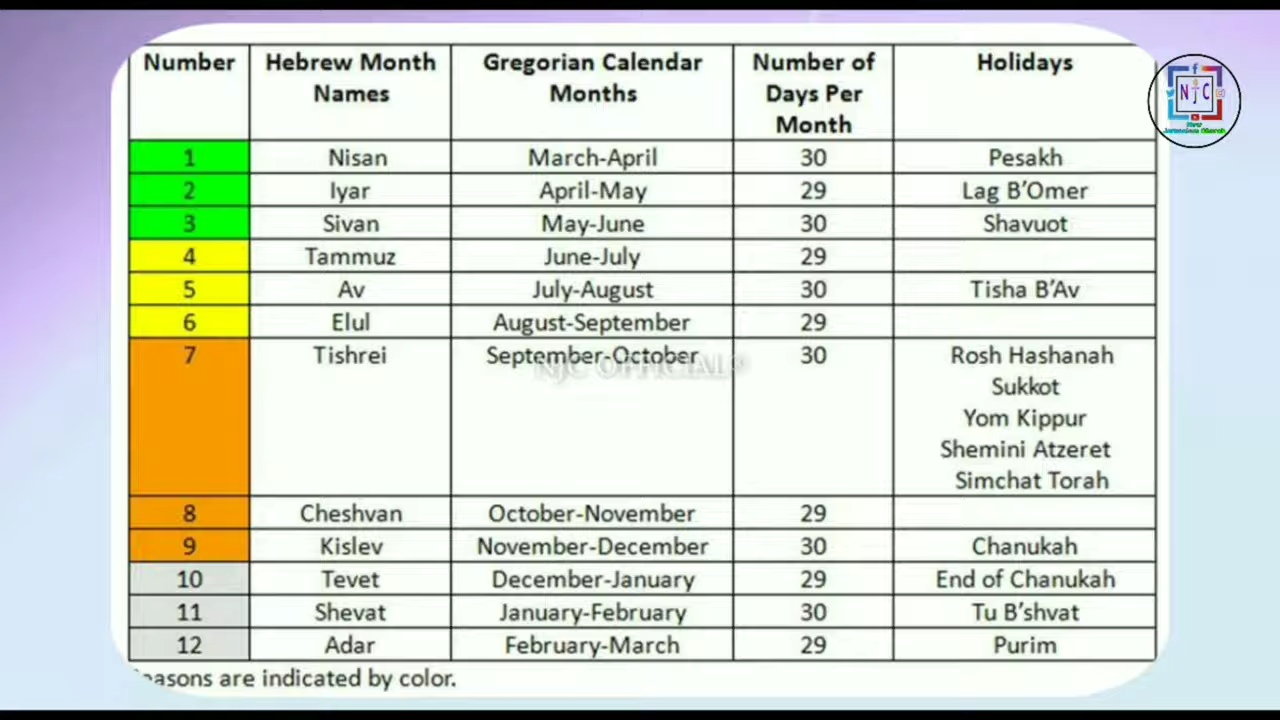 Number Hebrew Month Names Gregorian Calendar Months Number of Days Per Month Holidays
1 Nisan March-April 30 Pesakh
2 Iyar April-May 29 Lag B’Omer
3 Sivan May-June 30 Shavuot
4 Tammuz June-July 29
5 Av July-August 30 Tisha B’Av
6 Elul August-September 29
7 Tishrei September-October 30 Rosh Hashanah
Sukkot
Yom Kippur
Shemini Atzeret
Simchat Torah
8 Cheshvan October-November 29
9 Kislev November-December 30 Chanukah
10 Tevet December-January 29 End of Chanukah
11 Shevat January-February 30 Tu B’shvat
12 Adar February-March 29 Purim
easons are indicated by color.
NJC OFFICIAL®
NjC
New
Jerusalem Church